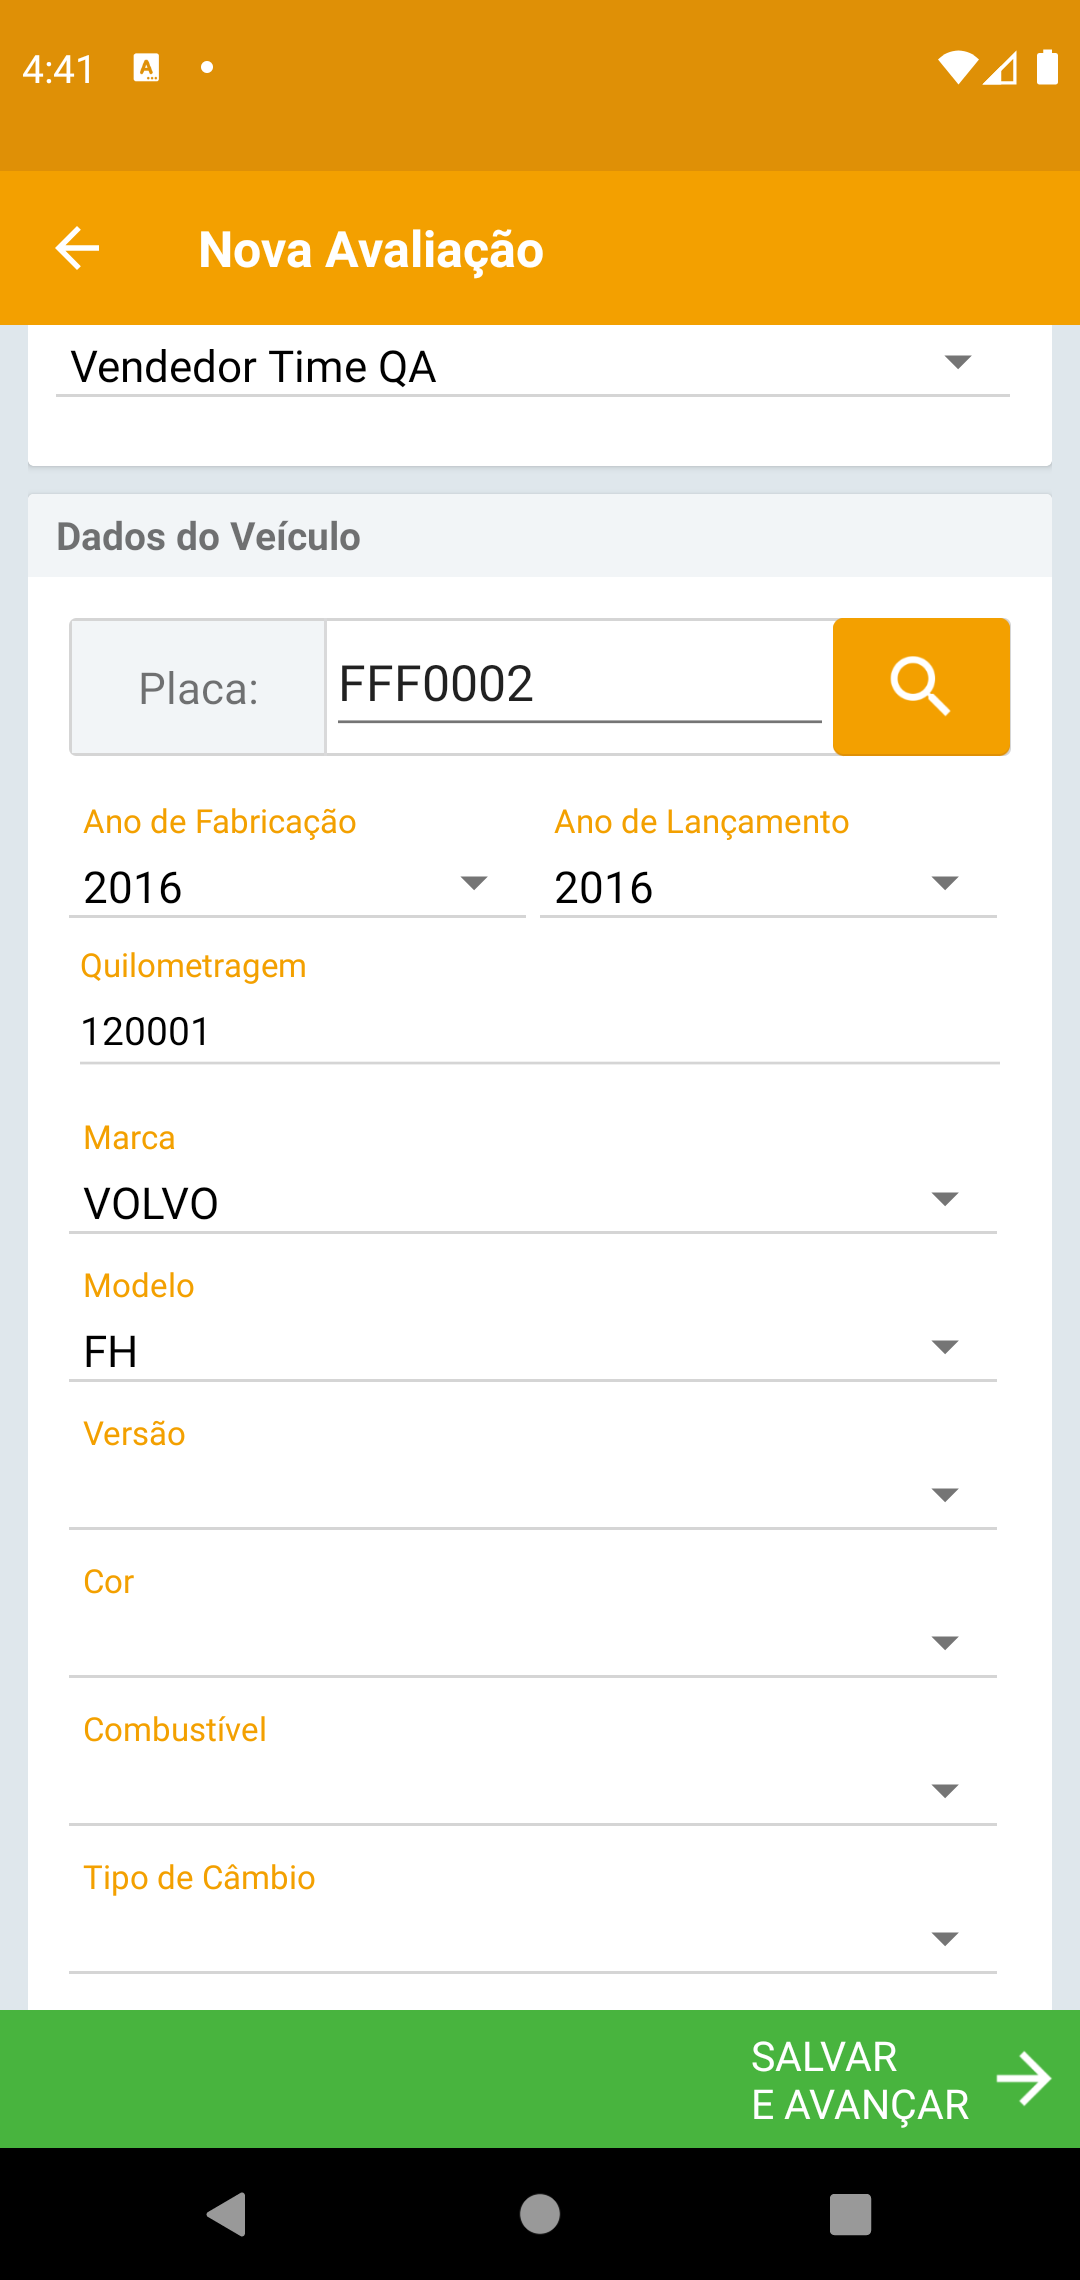 4:41
Nova Avaliação
Vendedor Time QA
Dados do Veículo
Placa:
FFF0002
Ano de Fabricação
Ano de Lançamento
2016
2016
Quilometragem
120001
Marca
VOLVO
Modelo
FH
Versão
Cor
Combustível
Tipo de Câmbio
SALVAR
E AVANÇAR